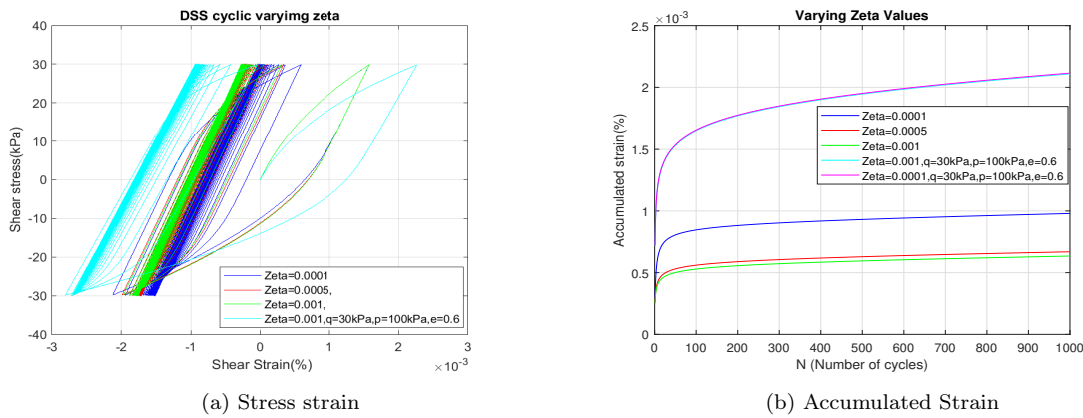 DSS cyclic varyimg zeta
40
30
20
10
0
-10
-20
-30
-40
Shear stress(kPa)
Zeta=0.0001
Zeta=0.0005,
Zeta=0.001,
Zeta=0.001,q=30kPa,p=100kPa,e=0.6
-3
-2
-1
0
1
2
3
Shear Strain(%)
×10⁻³
(a) Stress strain
Varying Zeta Values
×10⁻³
2.5
2
1.5
1
0.5
0
Accumulated strain(%)
Zeta=0.0001
Zeta=0.0005
Zeta=0.001
Zeta=0.001,q=30kPa,p=100kPa,e=0.6
Zeta=0.0001,q=30kPa,p=100kPa,e=0.6
0
100
200
300
400
500
600
700
800
900
1000
N (Number of cycles)
(b) Accumulated Strain